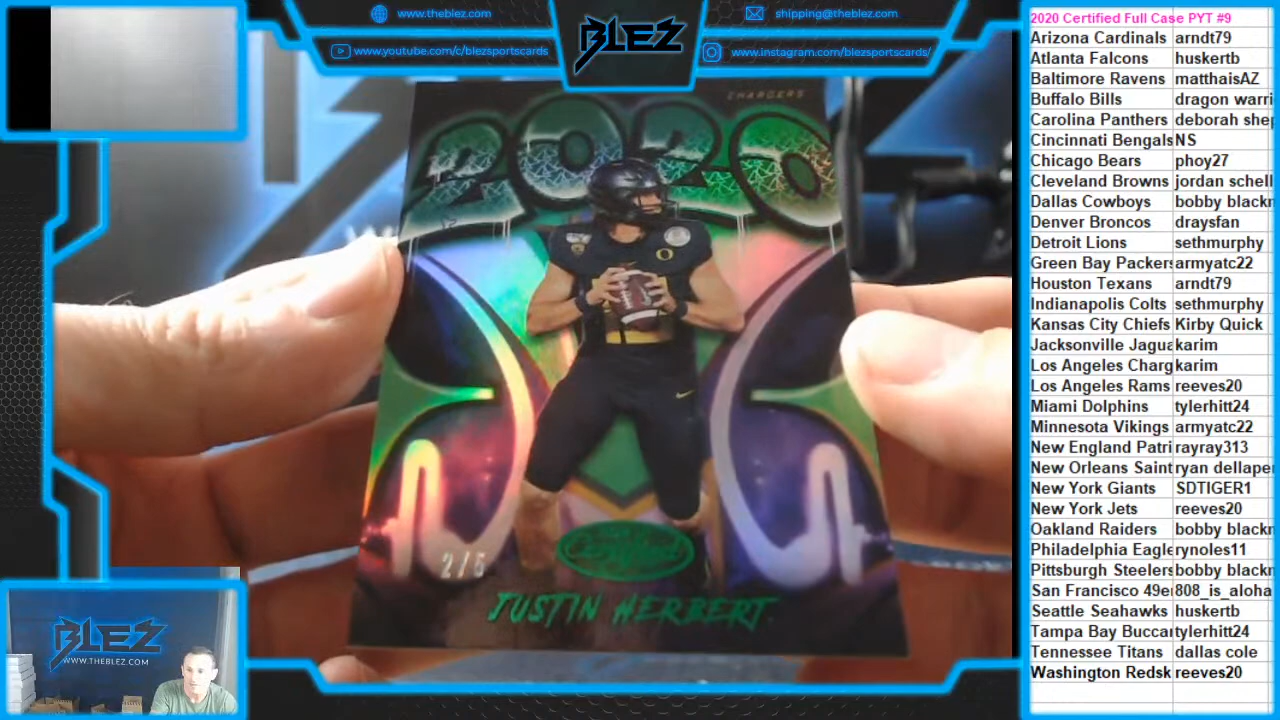 www.theblez.com
shipping@theblez.com
BLEZ
www.youtube.com/c/blezsportscards
www.instagram.com/blezsportscards/
CHARGERS
2020
O
2/5
JUSTIN HERBERT
BLEZ
WWW.THEBLEZ.COM
2020 Certified Full Case PYT #9
Arizona Cardinals arndt79
Atlanta Falcons huskertb
Baltimore Ravens matthaisAZ
Buffalo Bills dragon warri
Carolina Panthers deborah shep
Cincinnati Bengals NS
Chicago Bears phoy27
Cleveland Browns jordan schell
Dallas Cowboys bobby blackn
Denver Broncos draysfan
Detroit Lions sethmurphy
Green Bay Packers armyatc22
Houston Texans arndt79
Indianapolis Colts sethmurphy
Kansas City Chiefs Kirby Quick
Jacksonville Jagua karim
Los Angeles Charg karim
Los Angeles Rams reeves20
Miami Dolphins tylerhitt24
Minnesota Vikings armyatc22
New England Patri rayray313
New Orleans Saint ryan dellaper
New York Giants SDTIGER1
New York Jets reeves20
Oakland Raiders bobby blackn
Philadelphia Eagle rynoles11
Pittsburgh Steelers bobby blackn
San Francisco 49er 808_is_aloha
Seattle Seahawks huskertb
Tampa Bay Buccan tylerhitt24
Tennessee Titans dallas cole
Washington Redsk reeves20